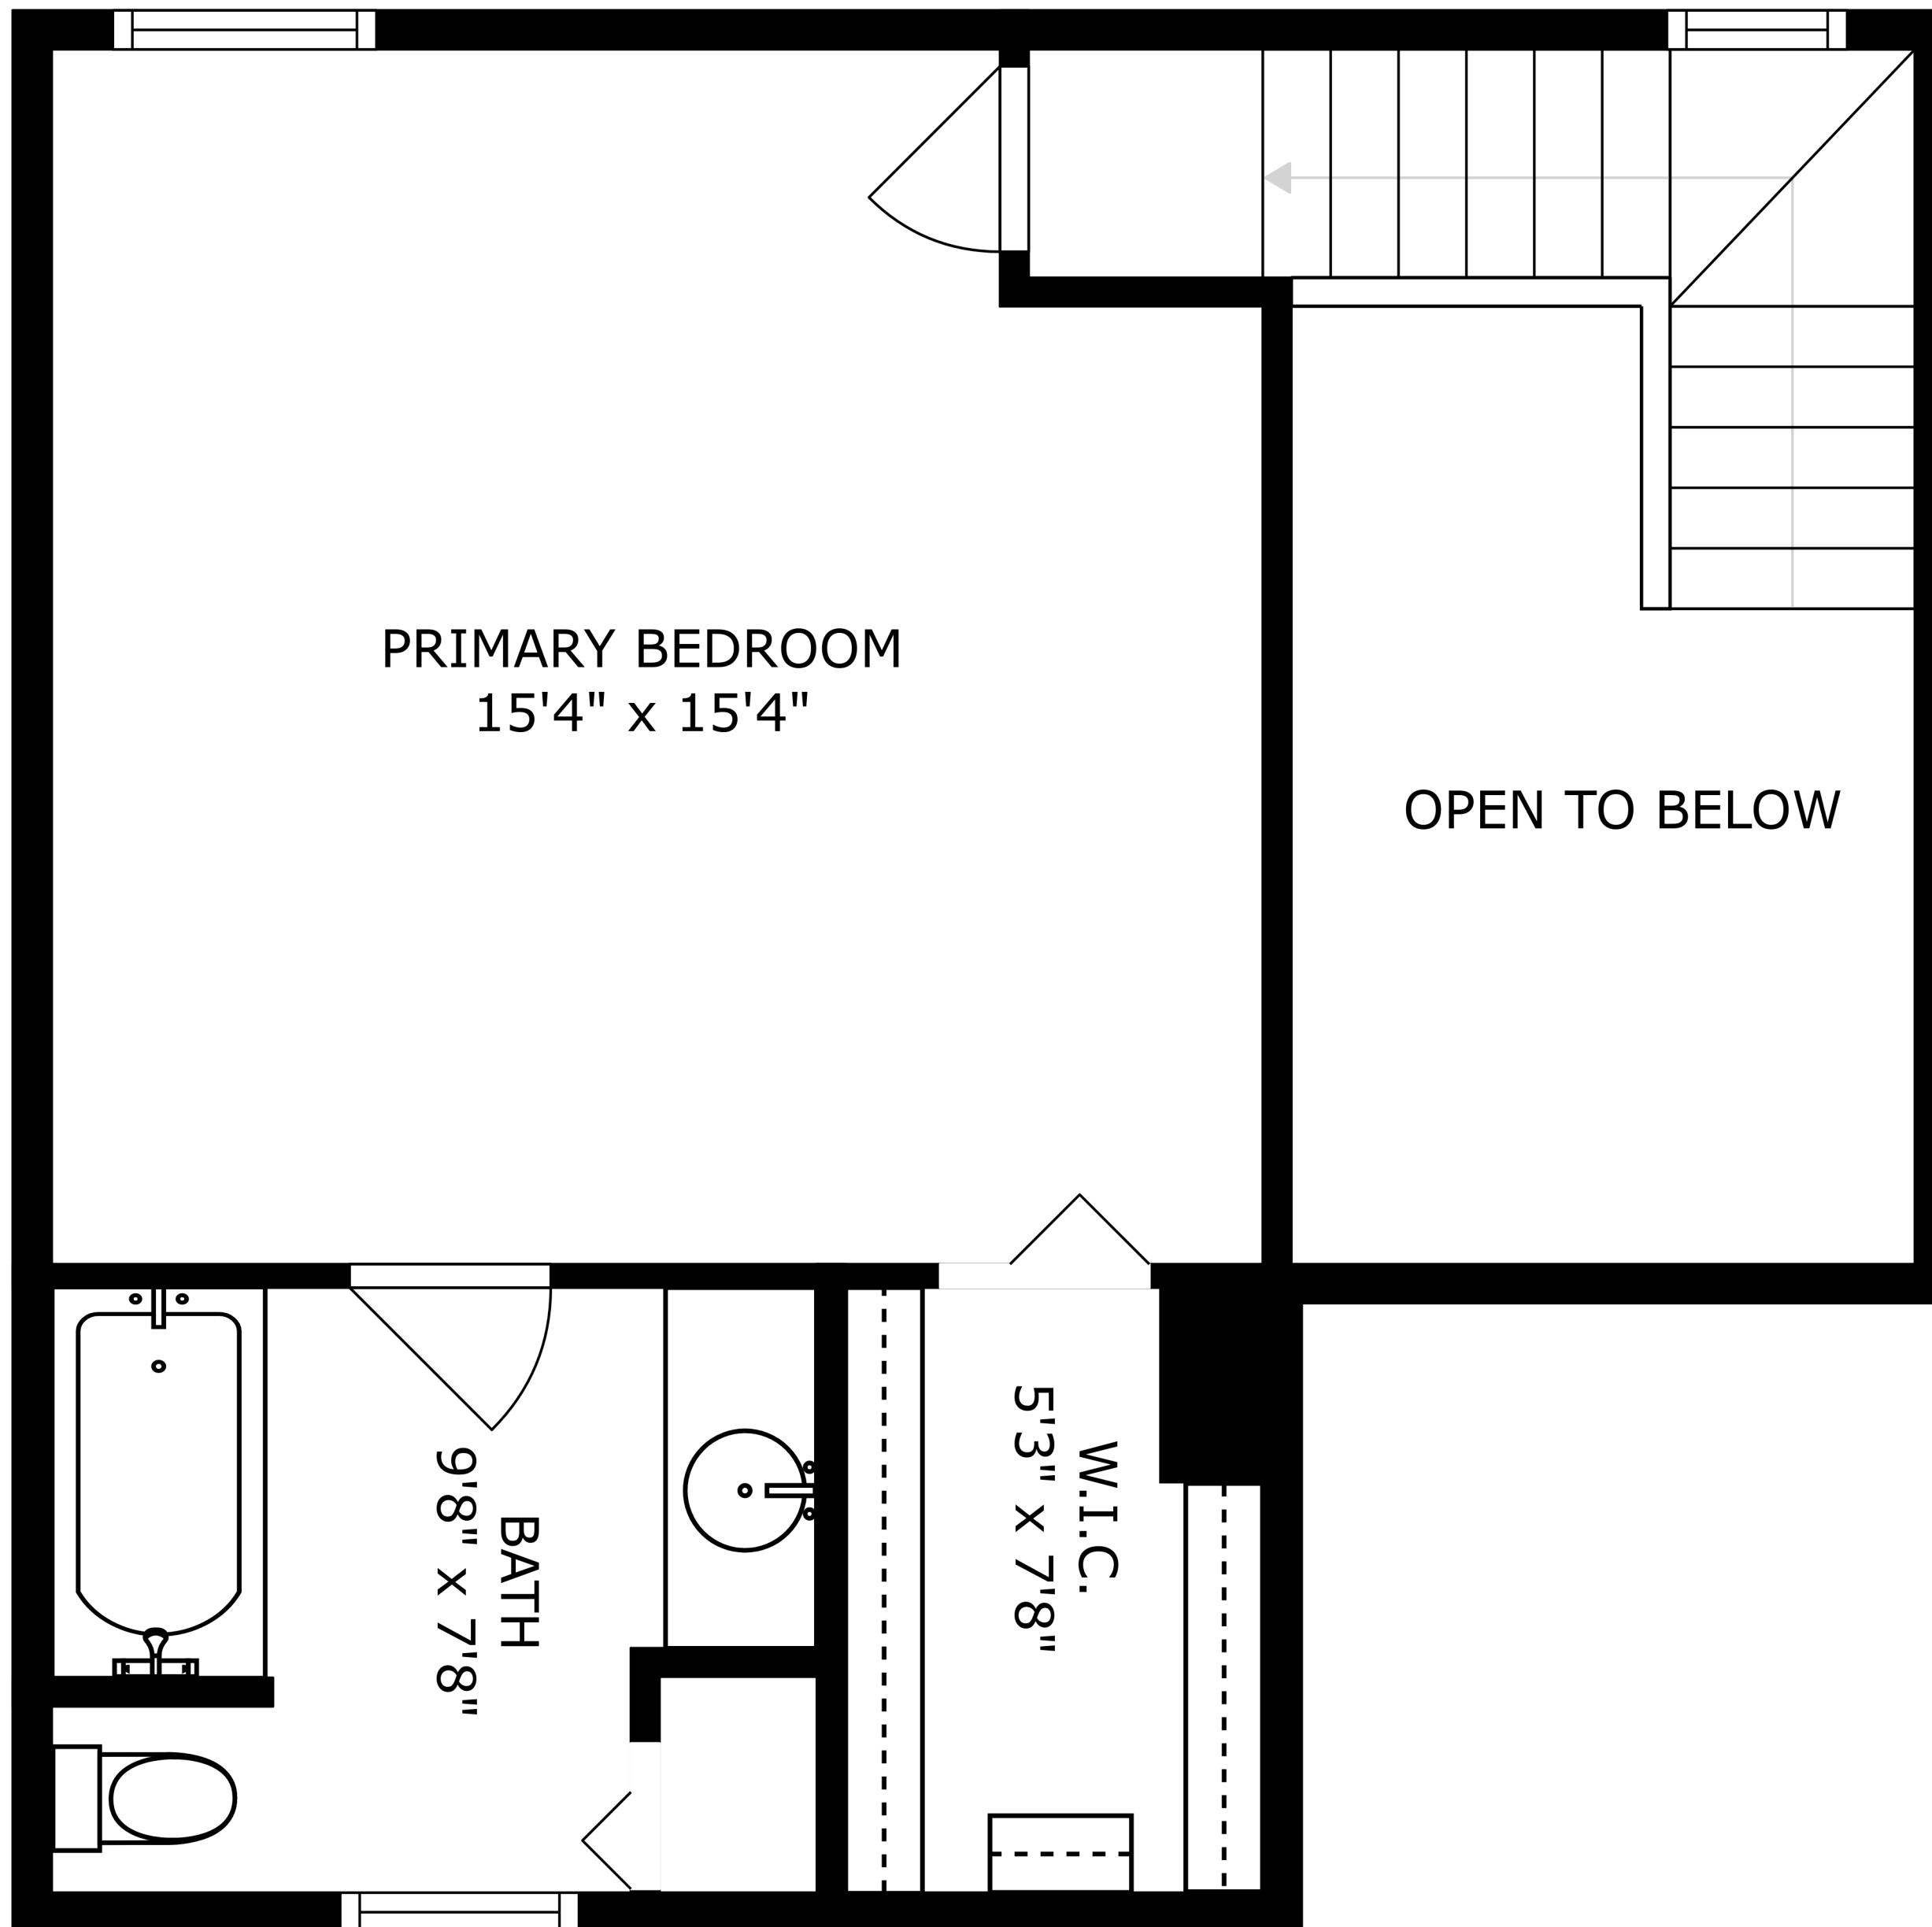 PRIMARY BEDROOM
15'4" x 15'4"
OPEN TO BELOW
BATH
9'8" x 7'8"
W.I.C.
5'3" x 7'8"